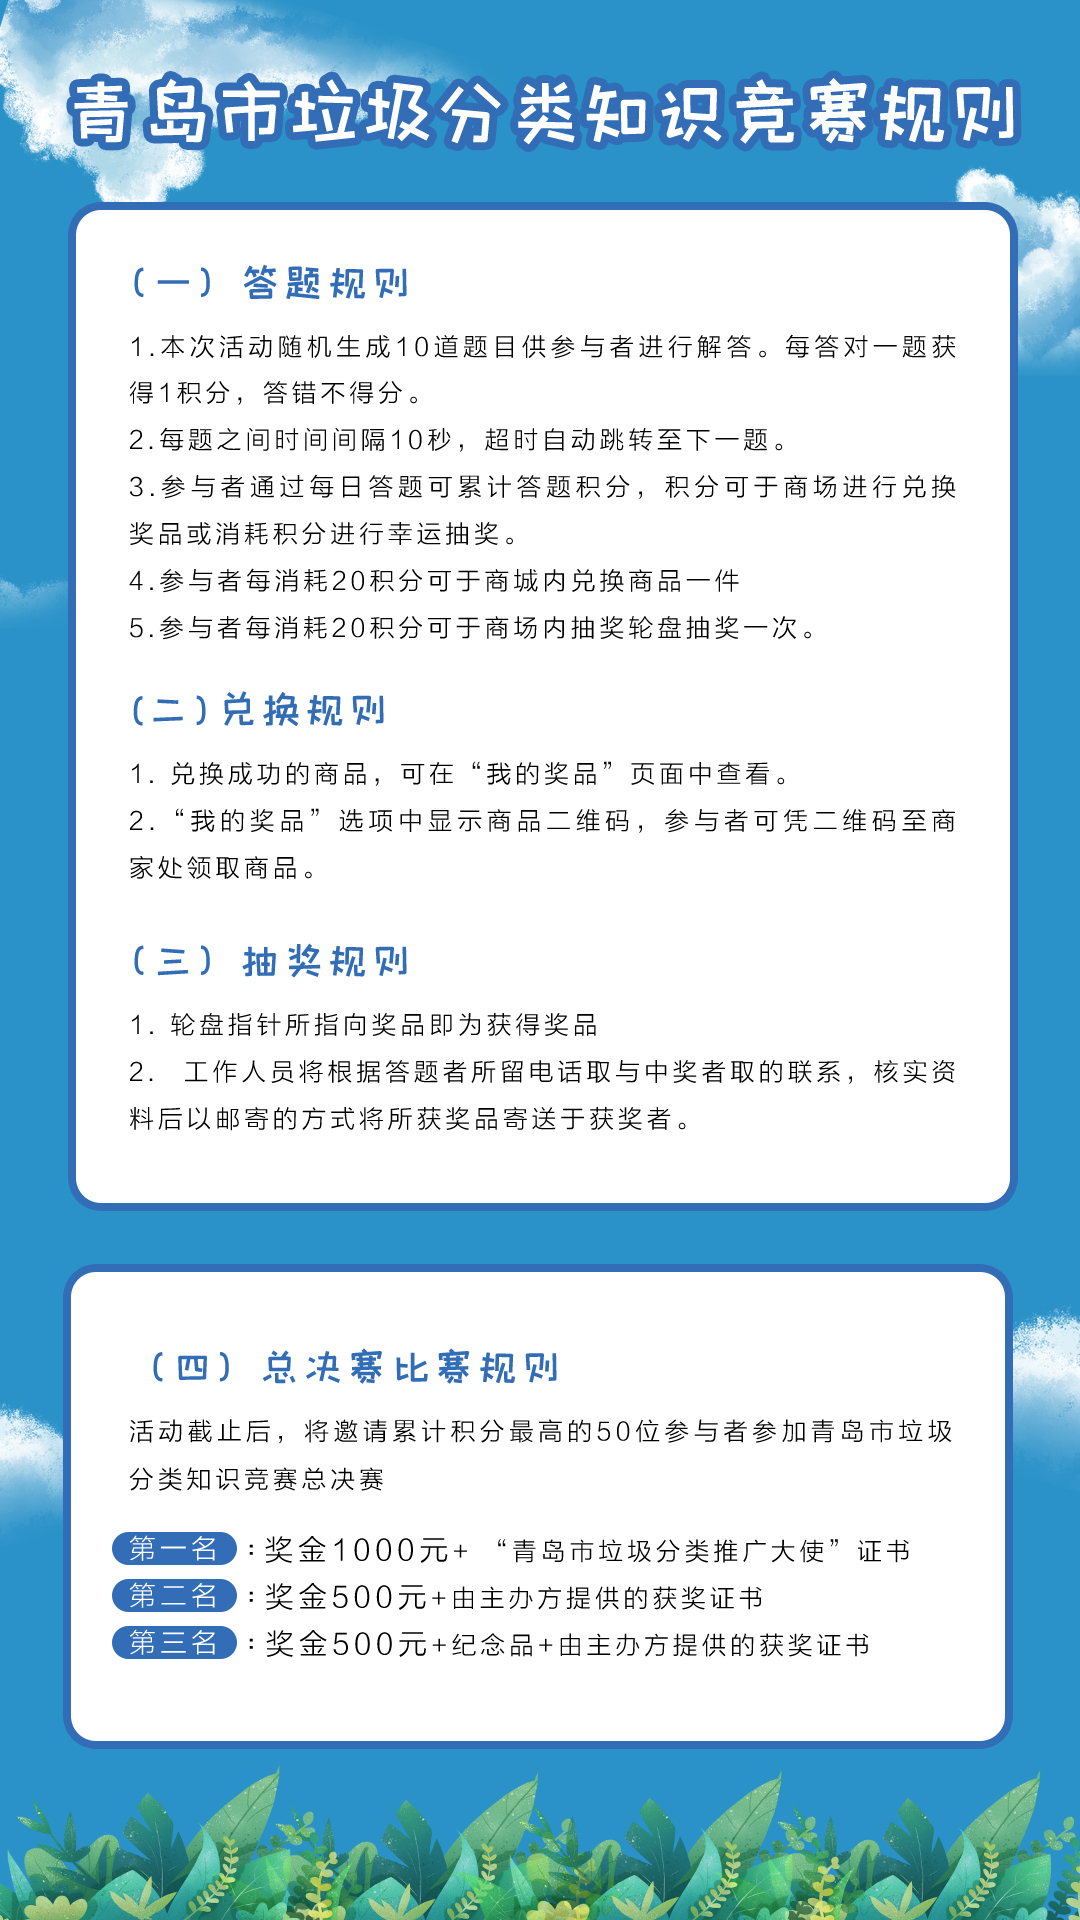 青岛市垃圾分类知识竞赛规则
（一） 答题规则
1.本次活动随机生成10道题目供参与者进行解答。每答对一题获
得1积分，答错不得分。
2.每题之间时间间隔10秒，超时自动跳转至下一题。
3.参与者通过每日答题可累计答题积分，积分可于商场进行兑换
奖品或消耗积分进行幸运抽奖。
4.参与者每消耗20积分可于商城内兑换商品一件
5.参与者每消耗20积分可于商场内抽奖轮盘抽奖一次。
(二)兑换规则
1. 兑换成功的商品，可在“我的奖品”页面中查看。
2.“我的奖品”选项中显示商品二维码，参与者可凭二维码至商
家处领取商品。
（三） 抽奖规则
1. 轮盘指针所指向奖品即为获得奖品
2. 工作人员将根据答题者所留电话取与中奖者取的联系，核实资
料后以邮寄的方式将所获奖品寄送于获奖者。
（四） 总决赛比赛规则
活动截止后，将邀请累计积分最高的50位参与者参加青岛市垃圾
分类知识竞赛总决赛
第一名：奖金1000元+ “青岛市垃圾分类推广大使”证书
第二名：奖金500元+由主办方提供的获奖证书
第三名：奖金500元+纪念品+由主办方提供的获奖证书